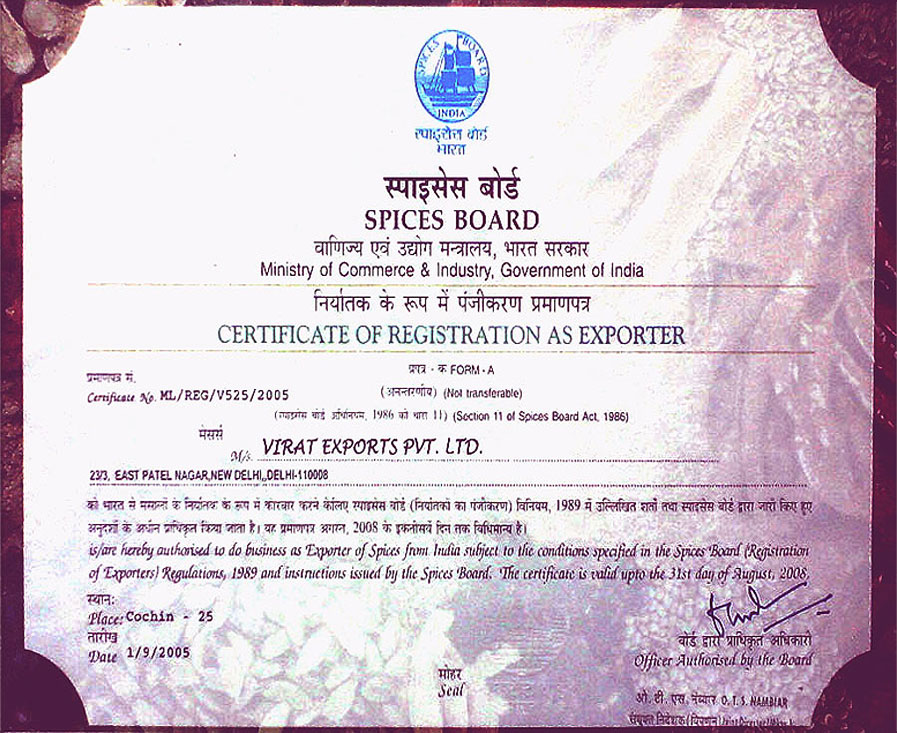 SPICES BOARD
INDIA
स्पाइसेस बोर्ड
भारत
स्पाइसेस बोर्ड
SPICES BOARD
वाणिज्य एवं उद्योग मन्त्रालय, भारत सरकार
Ministry of Commerce & Industry, Government of India
निर्यातक के रूप में पंजीकरण प्रमाणपत्र
CERTIFICATE OF REGISTRATION AS EXPORTER
प्रपत्र - क FORM - A
प्रमाणपत्र सं.
Certificate No. ML/REG/V525/2005
(अनन्तरणीय) (Not transferable)
(स्पाइसेस बोर्ड अधिनियम, 1986 की धारा 11) (Section 11 of Spices Board Act, 1986)
मेसर्स
M/s. VIRAT EXPORTS PVT. LTD.
23/3, EAST PATEL NAGAR,NEW DELHI,,DELHI-110008
को भारत से मसालों के निर्यातक के रूप में कारबार करने केलिए स्पाइसेस बोर्ड (निर्यातकों का पंजीकरण) विनियम, 1989 में उल्लिखित शर्तों तथा स्पाइसेस बोर्ड द्वारा जारी किए हुए
अनुदेशों के अधीन प्राधिकृत किया जाता है। यह प्रमाणपत्र अगस्त, 2008 के इकतीसवें दिन तक विधिमान्य है।
is/are hereby authorised to do business as Exporter of Spices from India subject to the conditions specified in the Spices Board (Registration
of Exporters) Regulations, 1989 and instructions issued by the Spices Board. The certificate is valid upto the 31st day of August, 2008.
स्थान:
Place: Cochin - 25
तारीख
Date 1/9/2005
मोहर
Seal
बोर्ड द्वारा प्राधिकृत अधिकारी
Officer Authorised by the Board
ओ. टी. एस. नम्बियार O.T.S. NAMBIAR
संयुक्त निदेशक (विपणन)